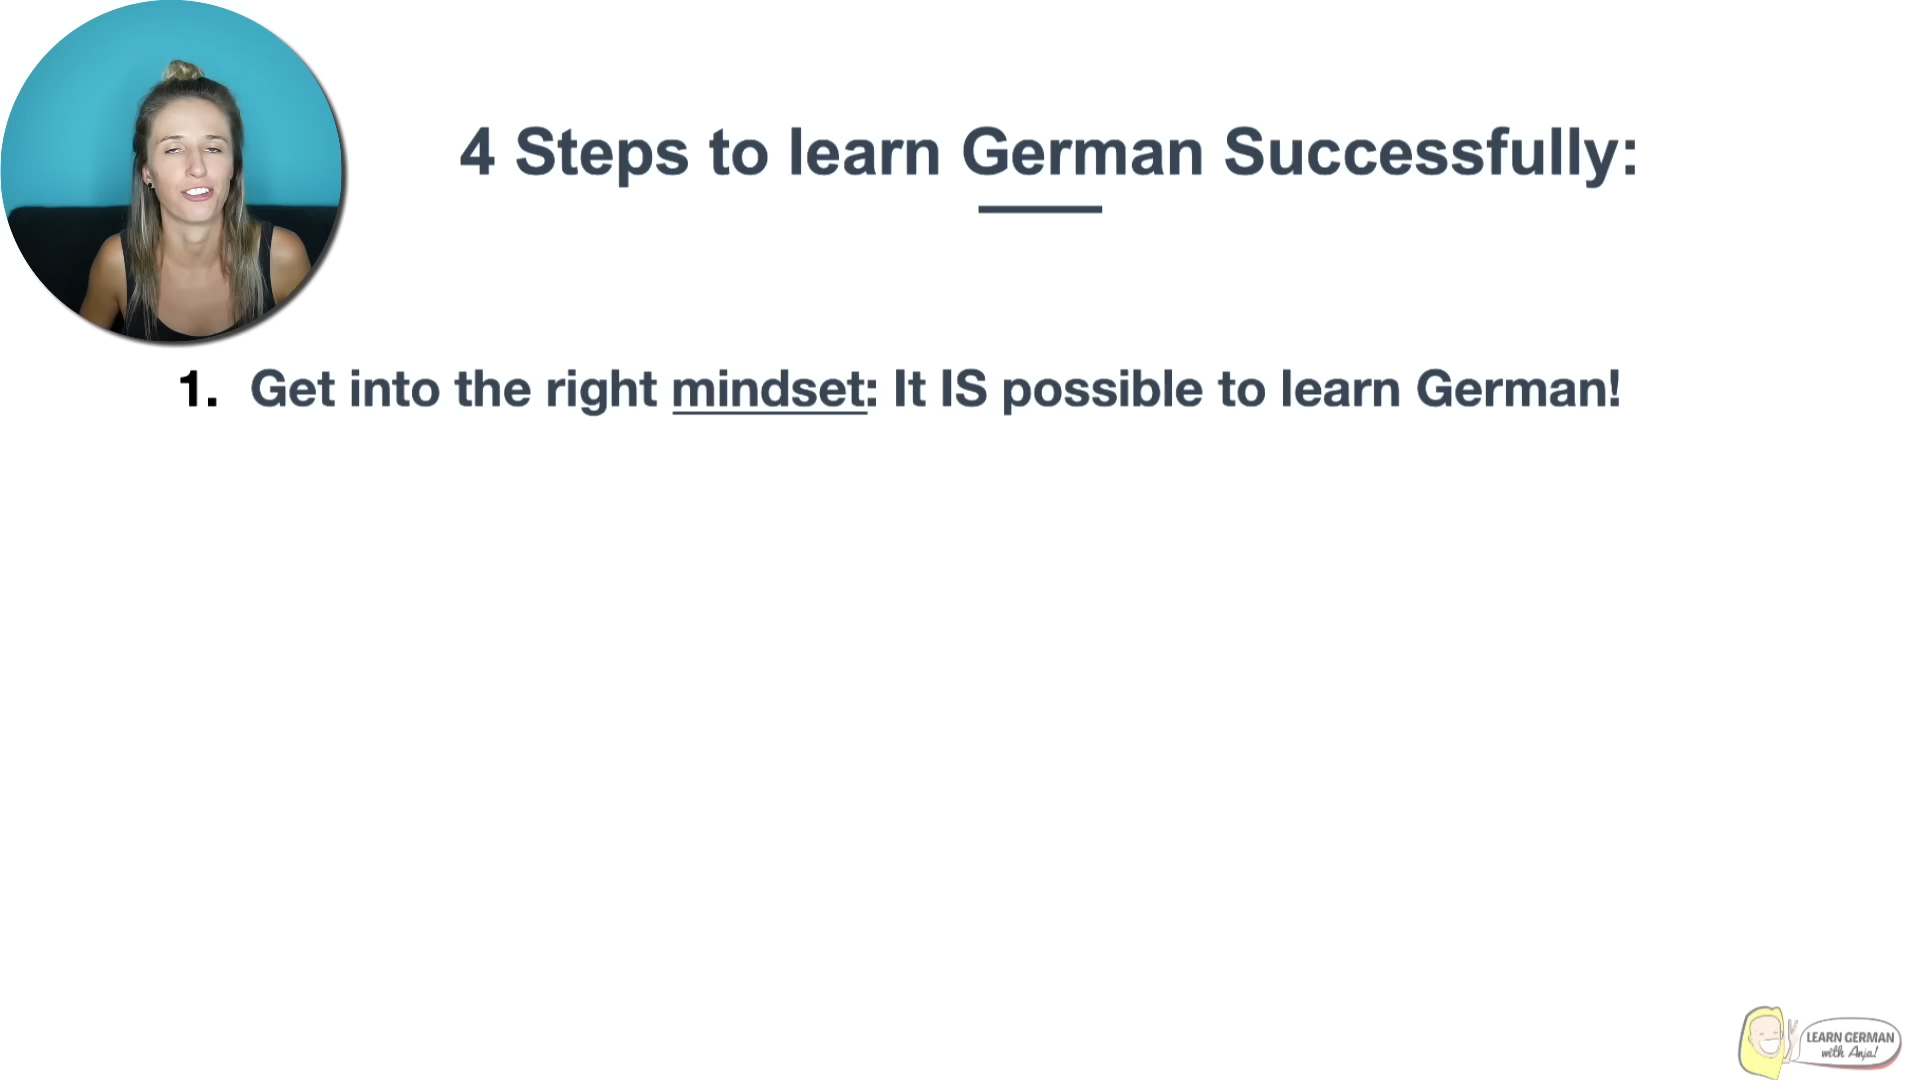 4 Steps to learn German Successfully:
1. Get into the right mindset: It IS possible to learn German!
LEARN GERMAN
with Anja!